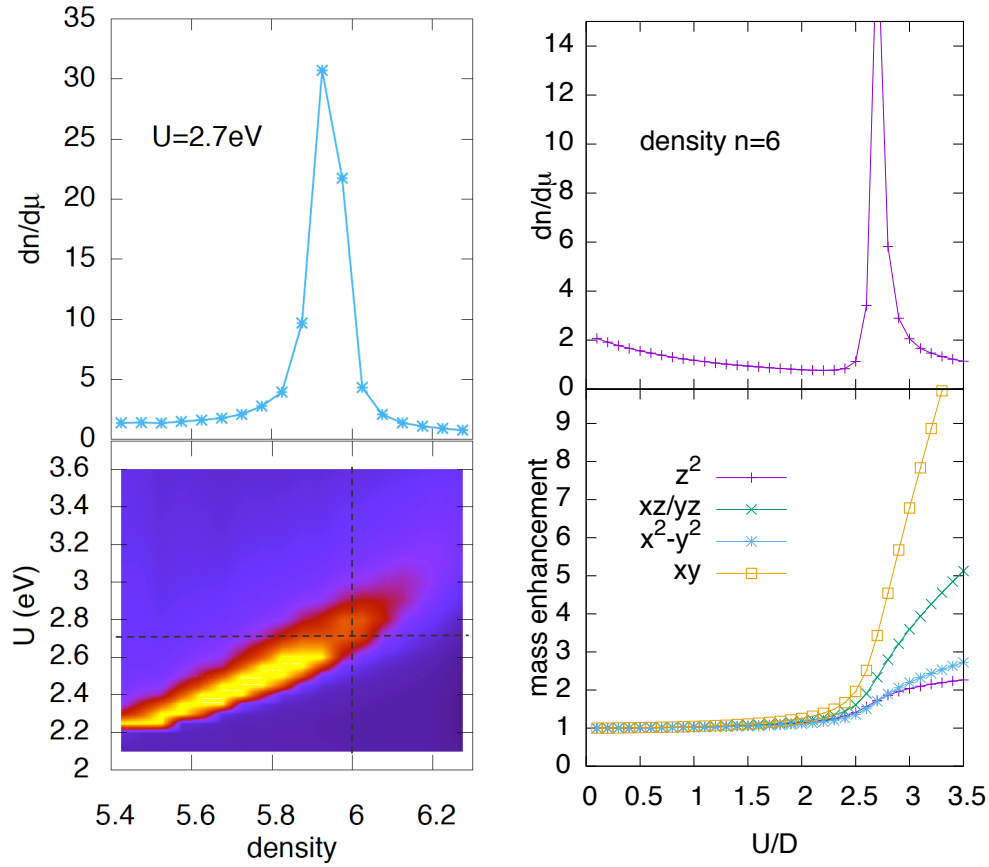 35
30
25
20
15
10
5
0
dn/dμ
U=2.7eV
3.6
3.4
3.2
3
2.8
2.6
2.4
2.2
2
U (eV)
5.4 5.6 5.8 6 6.2
density
14
12
10
8
6
4
2
0
dn/dμ
density n=6
9
8
7
6
5
4
3
2
1
0
mass enhancement
z²
xz/yz
x²-y²
xy
0 0.5 1 1.5 2 2.5 3 3.5
U/D